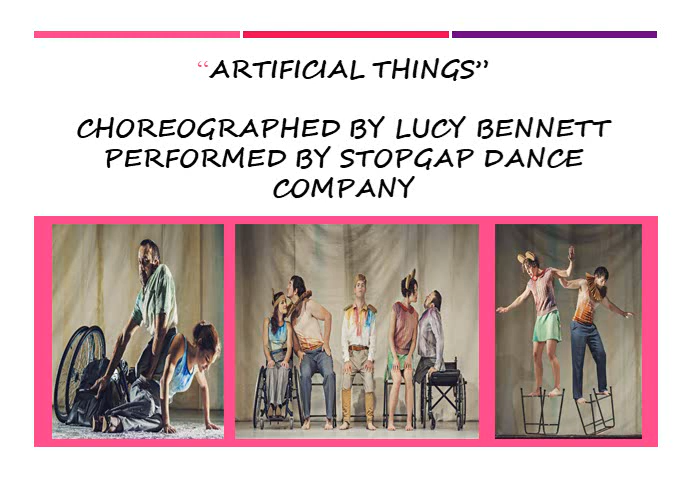 “ARTIFICIAL THINGS”
CHOREOGRAPHED BY LUCY BENNETT
PERFORMED BY STOPGAP DANCE
COMPANY